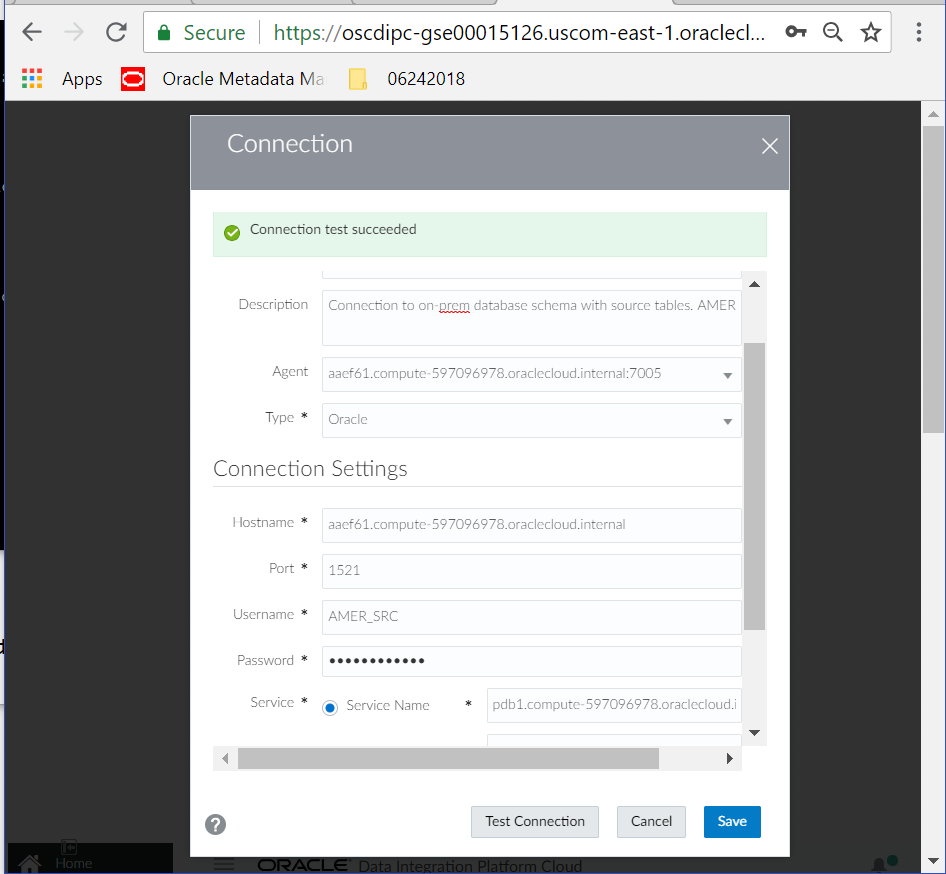 Secure https://oscdipc-gse00015126.uscom-east-1.oraclecl...
Apps Oracle Metadata Ma 06242018
Connection
Connection test succeeded
Description Connection to on-prem database schema with source tables. AMER
Agent aaef61.compute-597096978.oraclecloud.internal:7005
Type * Oracle
Connection Settings
Hostname * aaef61.compute-597096978.oraclecloud.internal
Port * 1521
Username * AMER_SRC
Password * ••••••••••••
Service * Service Name * pdb1.compute-597096978.oraclecloud.i
? Test Connection Cancel Save
Home ORACLE Data Integration Platform Cloud